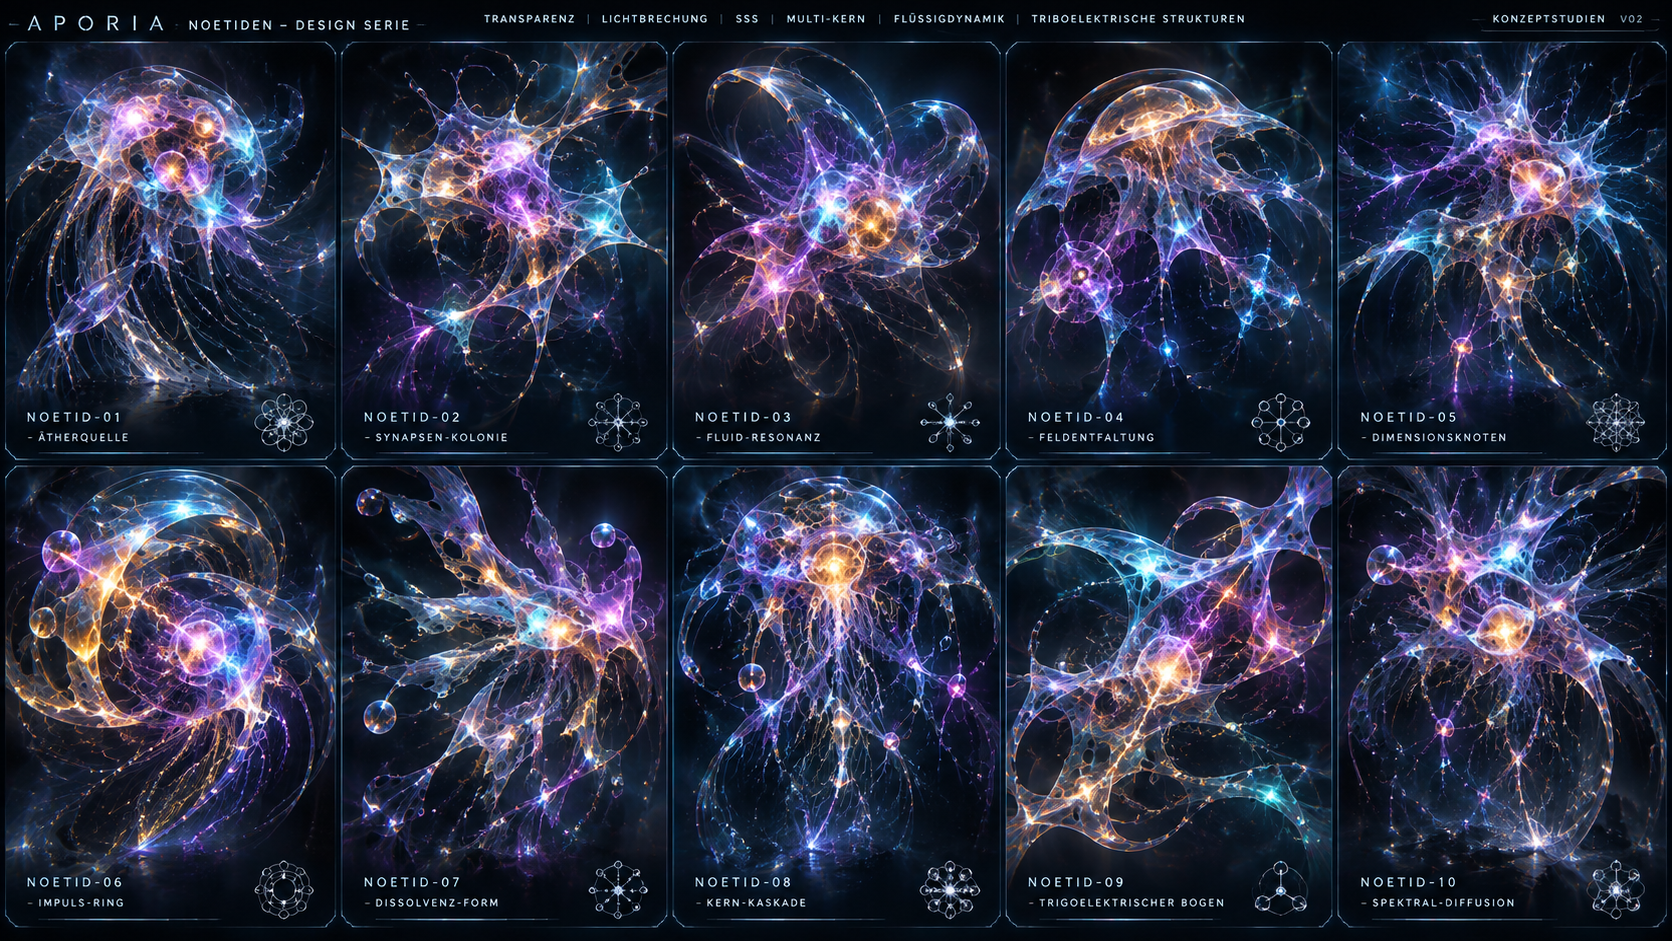 APORIA - NOETIDEN – DESIGN SERIE
TRANSPARENZ | LICHTBRECHUNG | SSS | MULTI-KERN | FLÜSSIGDYNAMIK | TRIBOELEKTRISCHE STRUKTUREN
KONZEPTSTUDIEN V02
NOETID-01
– ÄTHERQUELLE
NOETID-02
– SYNAPSEN-KOLONIE
NOETID-03
– FLUID-RESONANZ
NOETID-04
– FELDENTFALTUNG
NOETID-05
– DIMENSIONSKNOTEN
NOETID-06
– IMPULS-RING
NOETID-07
– DISSOLVENZ-FORM
NOETID-08
– KERN-KASKADE
NOETID-09
– TRIGOELEKTRISCHER BOGEN
NOETID-10
– SPEKTRAL-DIFFUSION